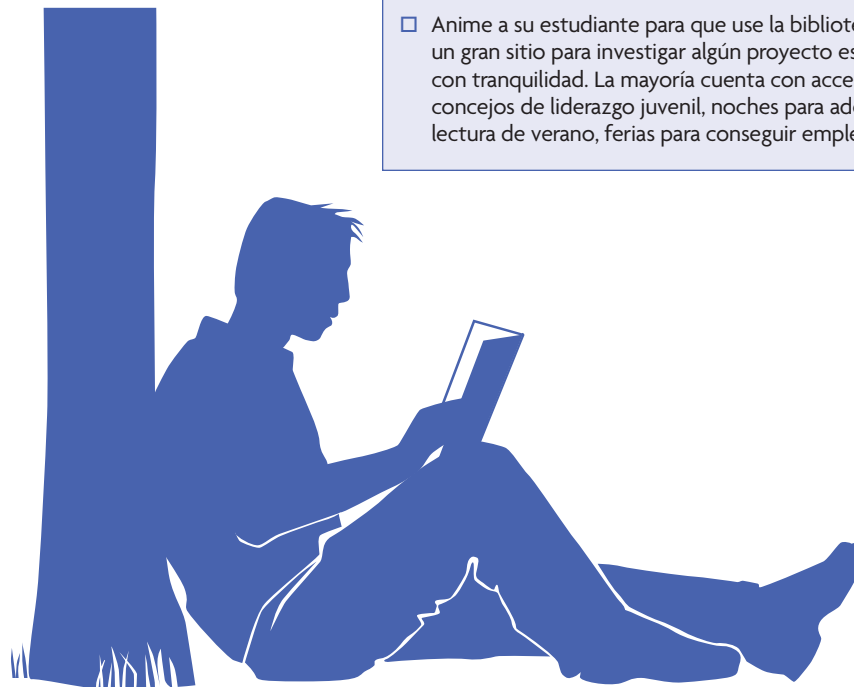 Anime a su estudiante para que use la bibliote
un gran sitio para investigar algún proyecto es
con tranquilidad. La mayoría cuenta con acce
concejos de liderazgo juvenil, noches para ado
lectura de verano, ferias para conseguir emple